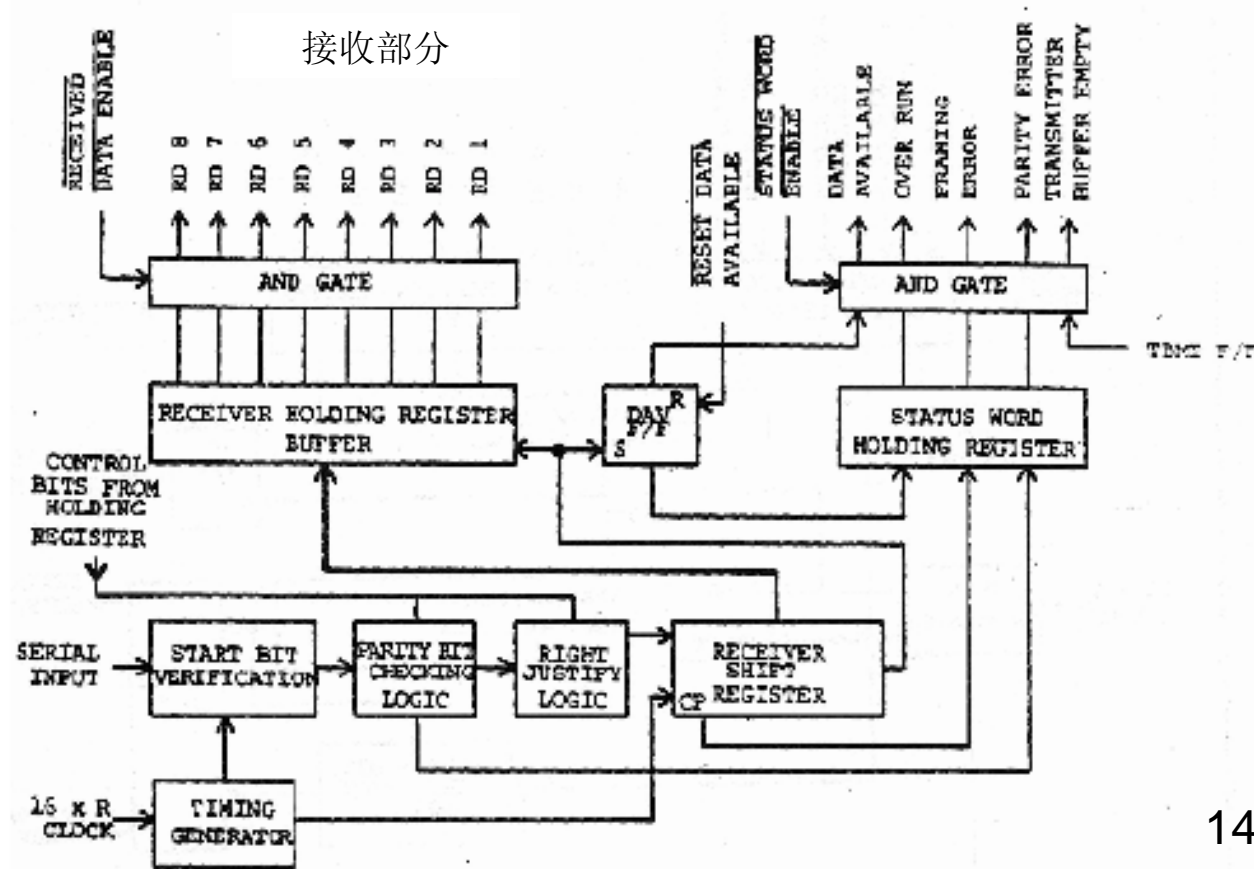 接收部分
RECEIVED
DATA ENABLE
RD 8
RD 7
RD 6
RD 5
RD 4
RD 3
RD 2
RD 1
RESET DATA
AVAILABLE
STATUS WORD
ENABLE
DATA
AVAILABLE
OVER RUN
FRAMING
ERROR
PARITY ERROR
TRANSMITTER
BUFFER EMPTY
AND GATE
AND GATE
TBMT F/F
RECEIVER HOLDING REGISTER
BUFFER
DAV
F/F
R
S
STATUS WORD
HOLDING REGISTER
CONTROL
BITS FROM
HOLDING
REGISTER
SERIAL
INPUT
START BIT
VERIFICATION
PARITY BIT
CHECKING
LOGIC
RIGHT
JUSTIFY
LOGIC
RECEIVER
SHIFT
REGISTER
CP
16 x R
CLOCK
TIMING
GENERATOR
14